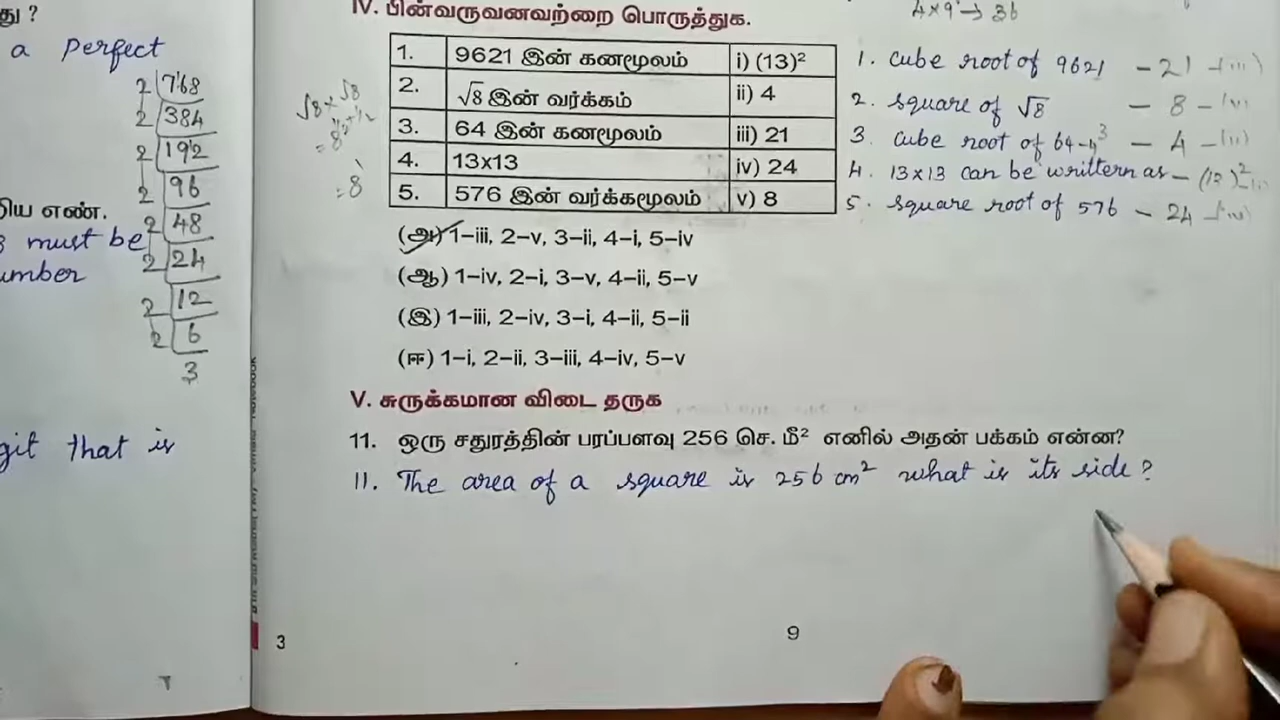 து ?
a perfect
2 768
2 384
2 192
2 96
2 48
2 24
2 12
2 6
3
ரிய எண்.
must be
umber
git that is
3
4×9 → 36
IV. பின்வருவனவற்றை பொருத்துக.
1. 9621 இன் கனமூலம் i) (13)²
2. √8 இன் வர்க்கம் ii) 4
3. 64 இன் கனமூலம் iii) 21
4. 13x13 iv) 24
5. 576 இன் வர்க்கமூலம் v) 8
√8 × √8
= 8
1. cube root of 9621 – 21 –(iii)
2. square of √8 – 8 –(v)
3. cube root of 64 – 4³ – 4 –(ii)
4. 13×13 can be writtern as – (13)²
5. square root of 576 – 24 –(iv)
(அ) 1–iii, 2–v, 3–ii, 4–i, 5–iv
(ஆ) 1–iv, 2–i, 3–v, 4–ii, 5–v
(இ) 1–iii, 2–iv, 3–i, 4–ii, 5–ii
(ஈ) 1–i, 2–ii, 3–iii, 4–iv, 5–v
V. சுருக்கமான விடை தருக
11. ஒரு சதுரத்தின் பரப்பளவு 256 செ. மீ² எனில் அதன் பக்கம் என்ன?
11. The area of a square is 256 cm² what is its side ?
9